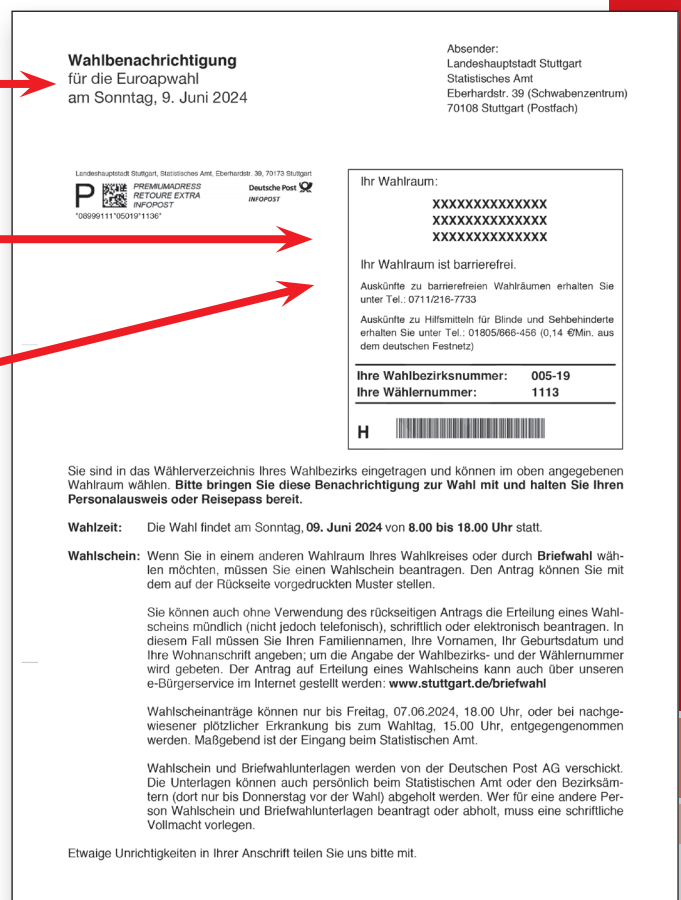 Wahlbenachrichtigung
für die Euroapwahl
am Sonntag, 9. Juni 2024
Absender:
Landeshauptstadt Stuttgart
Statistisches Amt
Eberhardstr. 39 (Schwabenzentrum)
70108 Stuttgart (Postfach)
Landeshauptstadt Stuttgart, Statistisches Amt, Eberhardstr. 39, 70173 Stuttgart
P PREMIUMADRESS
RETOURE EXTRA
INFOPOST
Deutsche Post
INFOPOST
*08999111*05019*1136*
Ihr Wahlraum:
XXXXXXXXXXXXXX
XXXXXXXXXXXXXX
XXXXXXXXXXXXXX
Ihr Wahlraum ist barrierefrei.
Auskünfte zu barrierefreien Wahlräumen erhalten Sie
unter Tel.: 0711/216-7733
Auskünfte zu Hilfsmitteln für Blinde und Sehbehinderte
erhalten Sie unter Tel.: 01805/666-456 (0,14 €/Min. aus
dem deutschen Festnetz)
Ihre Wahlbezirksnummer: 005-19
Ihre Wählernummer: 1113
H
Sie sind in das Wählerverzeichnis Ihres Wahlbezirks eingetragen und können im oben angegebenen
Wahlraum wählen. Bitte bringen Sie diese Benachrichtigung zur Wahl mit und halten Sie Ihren
Personalausweis oder Reisepass bereit.
Wahlzeit: Die Wahl findet am Sonntag, 09. Juni 2024 von 8.00 bis 18.00 Uhr statt.
Wahlschein: Wenn Sie in einem anderen Wahlraum Ihres Wahlkreises oder durch Briefwahl wäh-
len möchten, müssen Sie einen Wahlschein beantragen. Den Antrag können Sie mit
dem auf der Rückseite vorgedruckten Muster stellen.
Sie können auch ohne Verwendung des rückseitigen Antrags die Erteilung eines Wahl-
scheins mündlich (nicht jedoch telefonisch), schriftlich oder elektronisch beantragen. In
diesem Fall müssen Sie Ihren Familiennamen, Ihre Vornamen, Ihr Geburtsdatum und
Ihre Wohnanschrift angeben; um die Angabe der Wahlbezirks- und der Wählernummer
wird gebeten. Der Antrag auf Erteilung eines Wahlscheins kann auch über unseren
e-Bürgerservice im Internet gestellt werden: www.stuttgart.de/briefwahl
Wahlscheinanträge können nur bis Freitag, 07.06.2024, 18.00 Uhr, oder bei nachge-
wiesener plötzlicher Erkrankung bis zum Wahltag, 15.00 Uhr, entgegengenommen
werden. Maßgebend ist der Eingang beim Statistischen Amt.
Wahlschein und Briefwahlunterlagen werden von der Deutschen Post AG verschickt.
Die Unterlagen können auch persönlich beim Statistischen Amt oder den Bezirksäm-
tern (dort nur bis Donnerstag vor der Wahl) abgeholt werden. Wer für eine andere Per-
son Wahlschein und Briefwahlunterlagen beantragt oder abholt, muss eine schriftliche
Vollmacht vorlegen.
Etwaige Unrichtigkeiten in Ihrer Anschrift teilen Sie uns bitte mit.